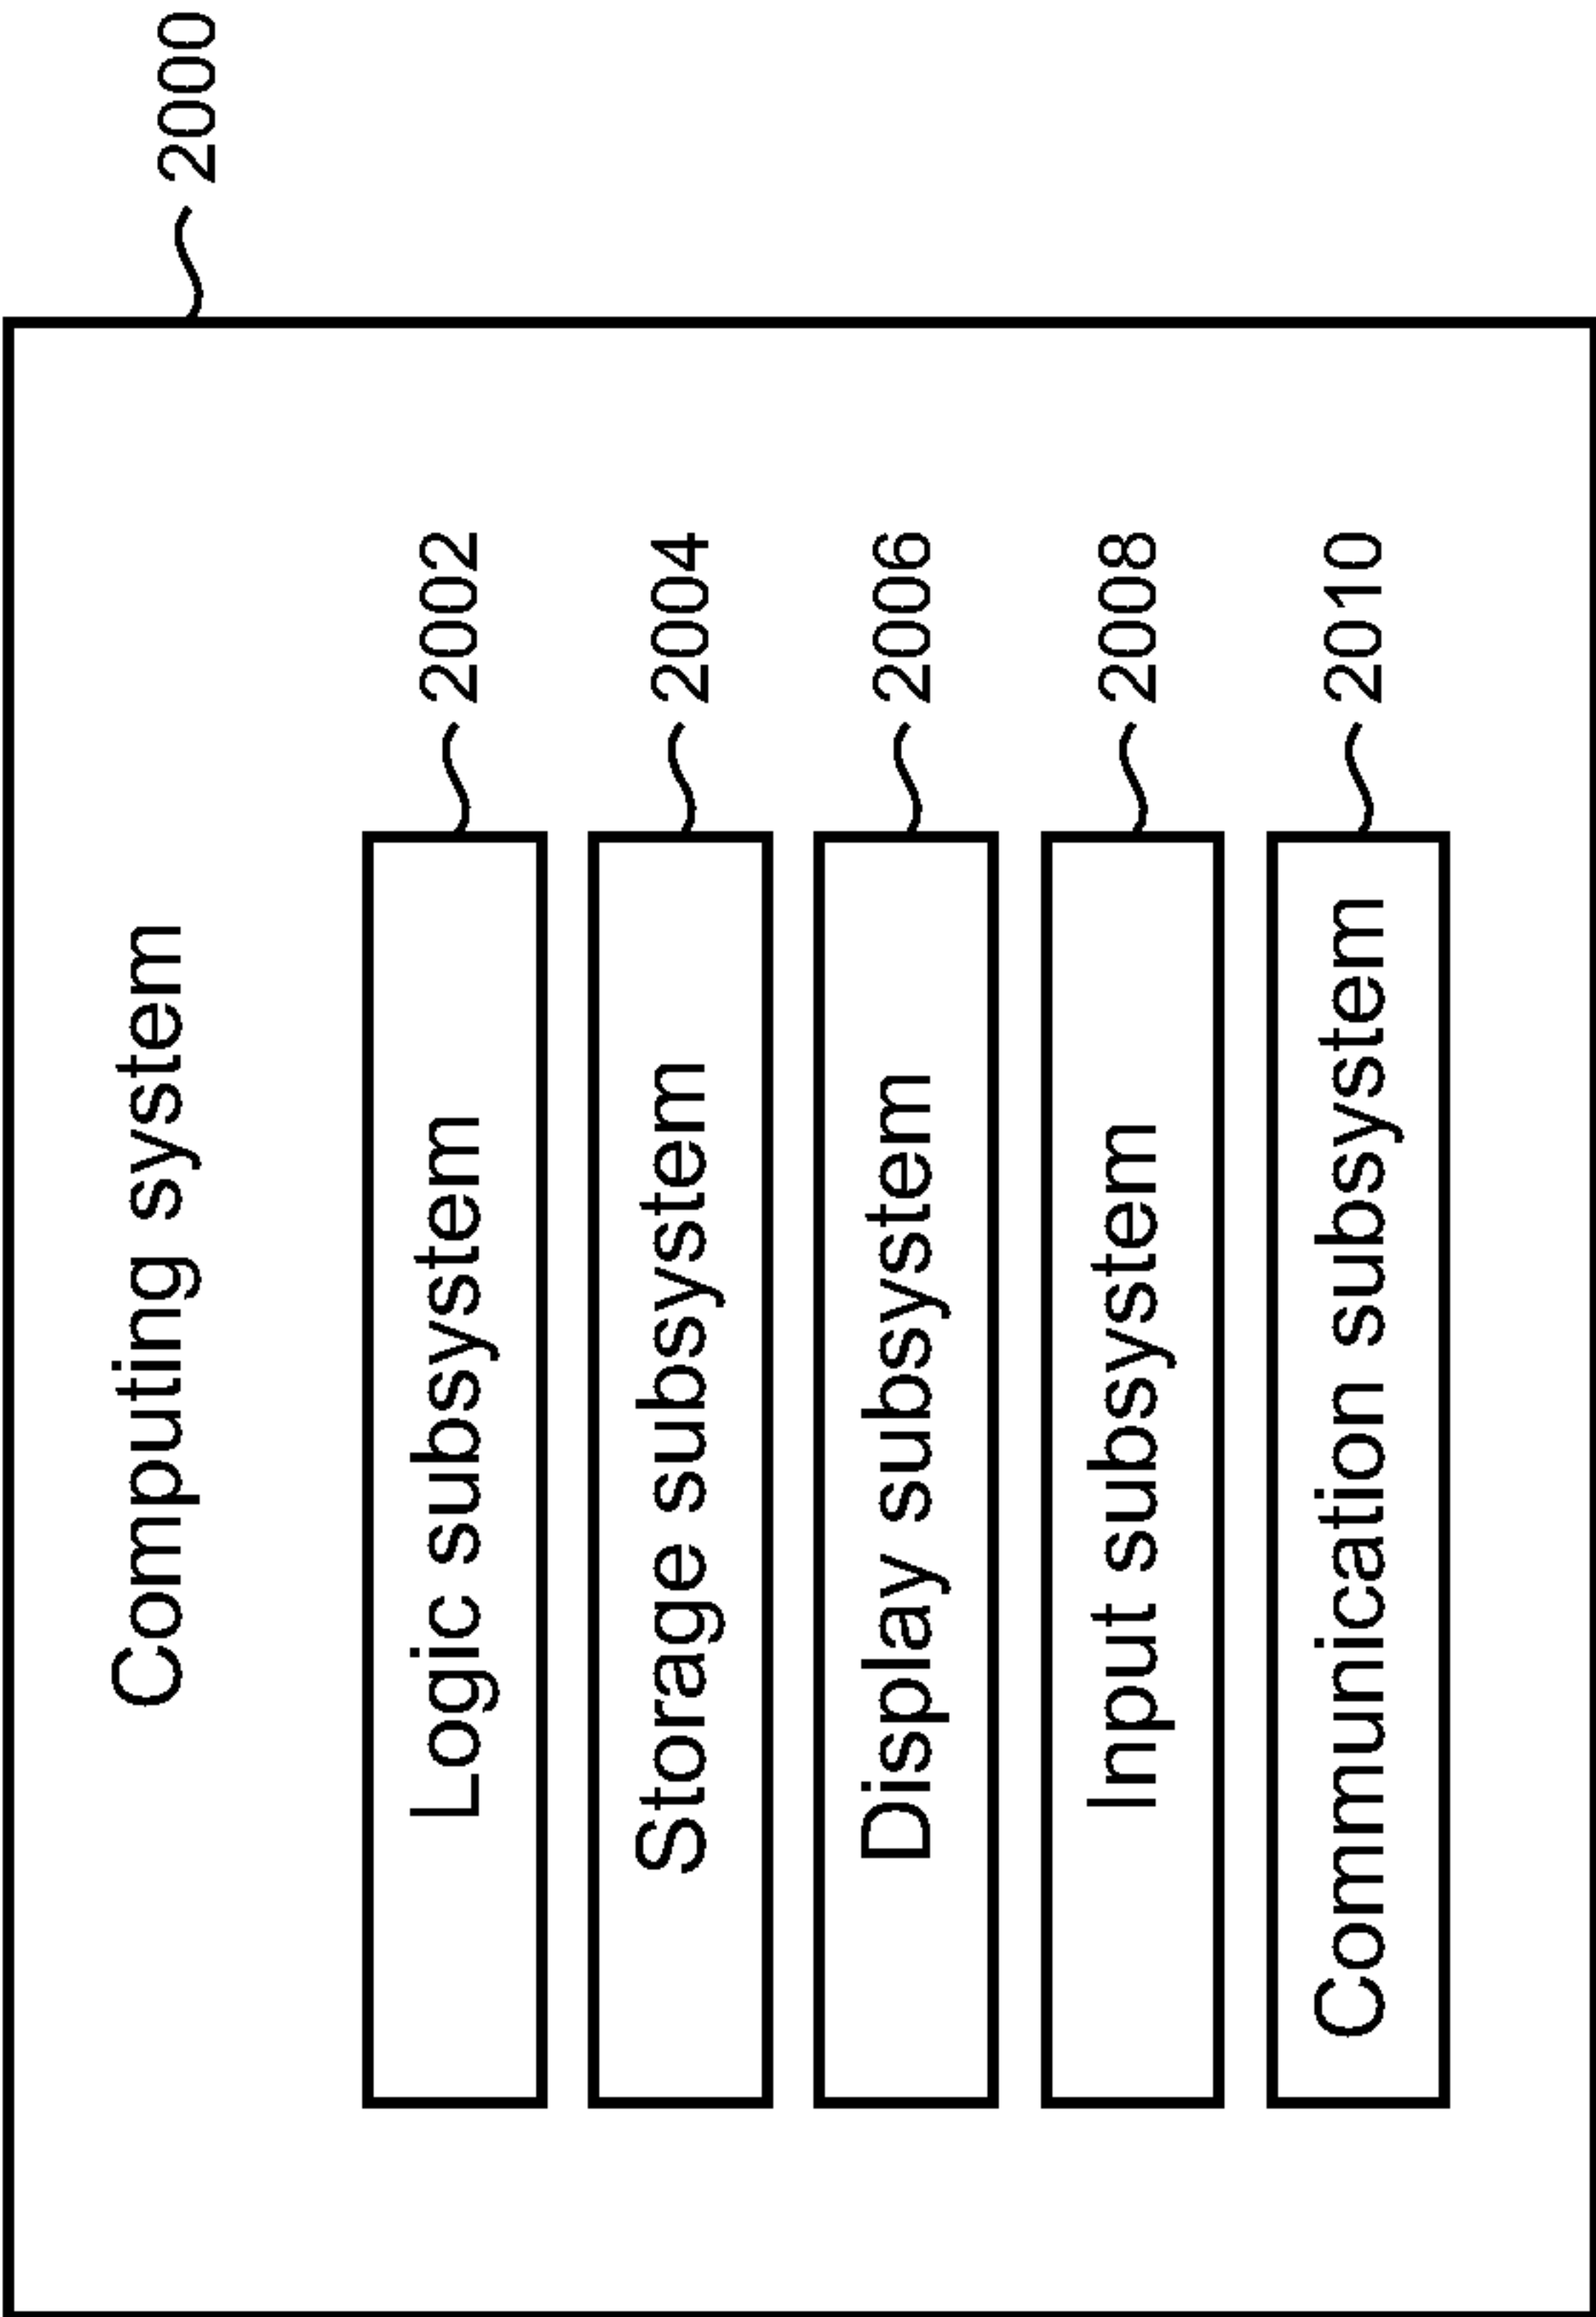 2000
Computing system
Logic subsystem 2002
Storage subsystem 2004
Display subsystem 2006
Input subsystem 2008
Communication subsystem 2010